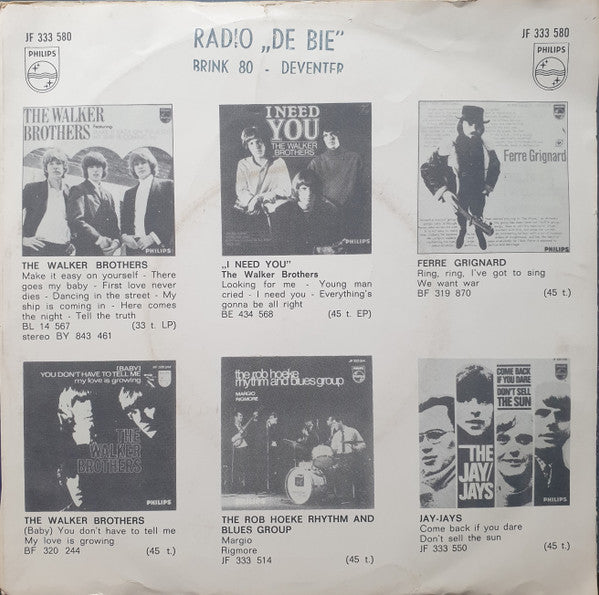 JF 333 580
PHILIPS
RADIO „DE BIE”
BRINK 80 - DEVENTER
JF 333 580
PHILIPS
THE WALKER
BROTHERS Featuring
PHILIPS
THE WALKER BROTHERS
Make it easy on yourself - There
goes my baby - First love never
dies - Dancing in the street - My
ship is coming in - Here comes
the night - Tell the truth
BL 14 567 (33 t. LP)
stereo BY 843 461
I NEED
YOU
THE WALKER
BROTHERS
PHILIPS
„I NEED YOU”
The Walker Brothers
Looking for me - Young man
cried - I need you - Everything's
gonna be all right
BE 434 568 (45 t. EP)
Ferre Grignard
PHILIPS
FERRE GRIGNARD
Ring, ring, I've got to sing
We want war
BF 319 870 (45 t.)
(BABY)
YOU DON'T HAVE TO TELL ME
my love is growing
THE
WALKER
BROTHERS
PHILIPS
THE WALKER BROTHERS
(Baby) You don't have to tell me
My love is growing
BF 320 244 (45 t.)
the rob hoeke
rhythm and blues group
MARGIO
RIGMORE
THE ROB HOEKE RHYTHM AND
BLUES GROUP
Margio
Rigmore
JF 333 514 (45 t.)
COME BACK
IF YOU DARE
DON'T SELL
THE SUN
THE
JAY
JAYS
PHILIPS
JAY-JAYS
Come back if you dare
Don't sell the sun
JF 333 550 (45 t.)